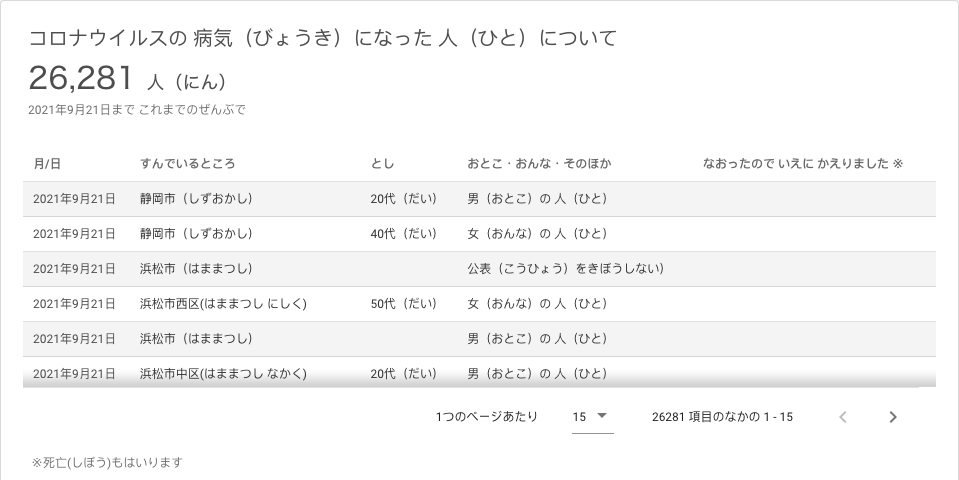 コロナウイルスの 病気（びょうき）になった 人（ひと）について
26,281 人（にん）
2021年9月21日まで これまでのぜんぶで
月/日 すんでいるところ とし おとこ・おんな・そのほか なおったので いえに かえりました ※
2021年9月21日 静岡市（しずおかし） 20代（だい） 男（おとこ）の 人（ひと）
2021年9月21日 静岡市（しずおかし） 40代（だい） 女（おんな）の 人（ひと）
2021年9月21日 浜松市（はままつし） 公表（こうひょう）をきぼうしない）
2021年9月21日 浜松市西区(はままつし にしく) 50代（だい） 女（おんな）の 人（ひと）
2021年9月21日 浜松市（はままつし） 男（おとこ）の 人（ひと）
2021年9月21日 浜松市中区(はままつし なかく) 20代（だい） 男（おとこ）の 人（ひと）
1つのページあたり 15 26281 項目のなかの 1 - 15
※死亡(しぼう)もはいります